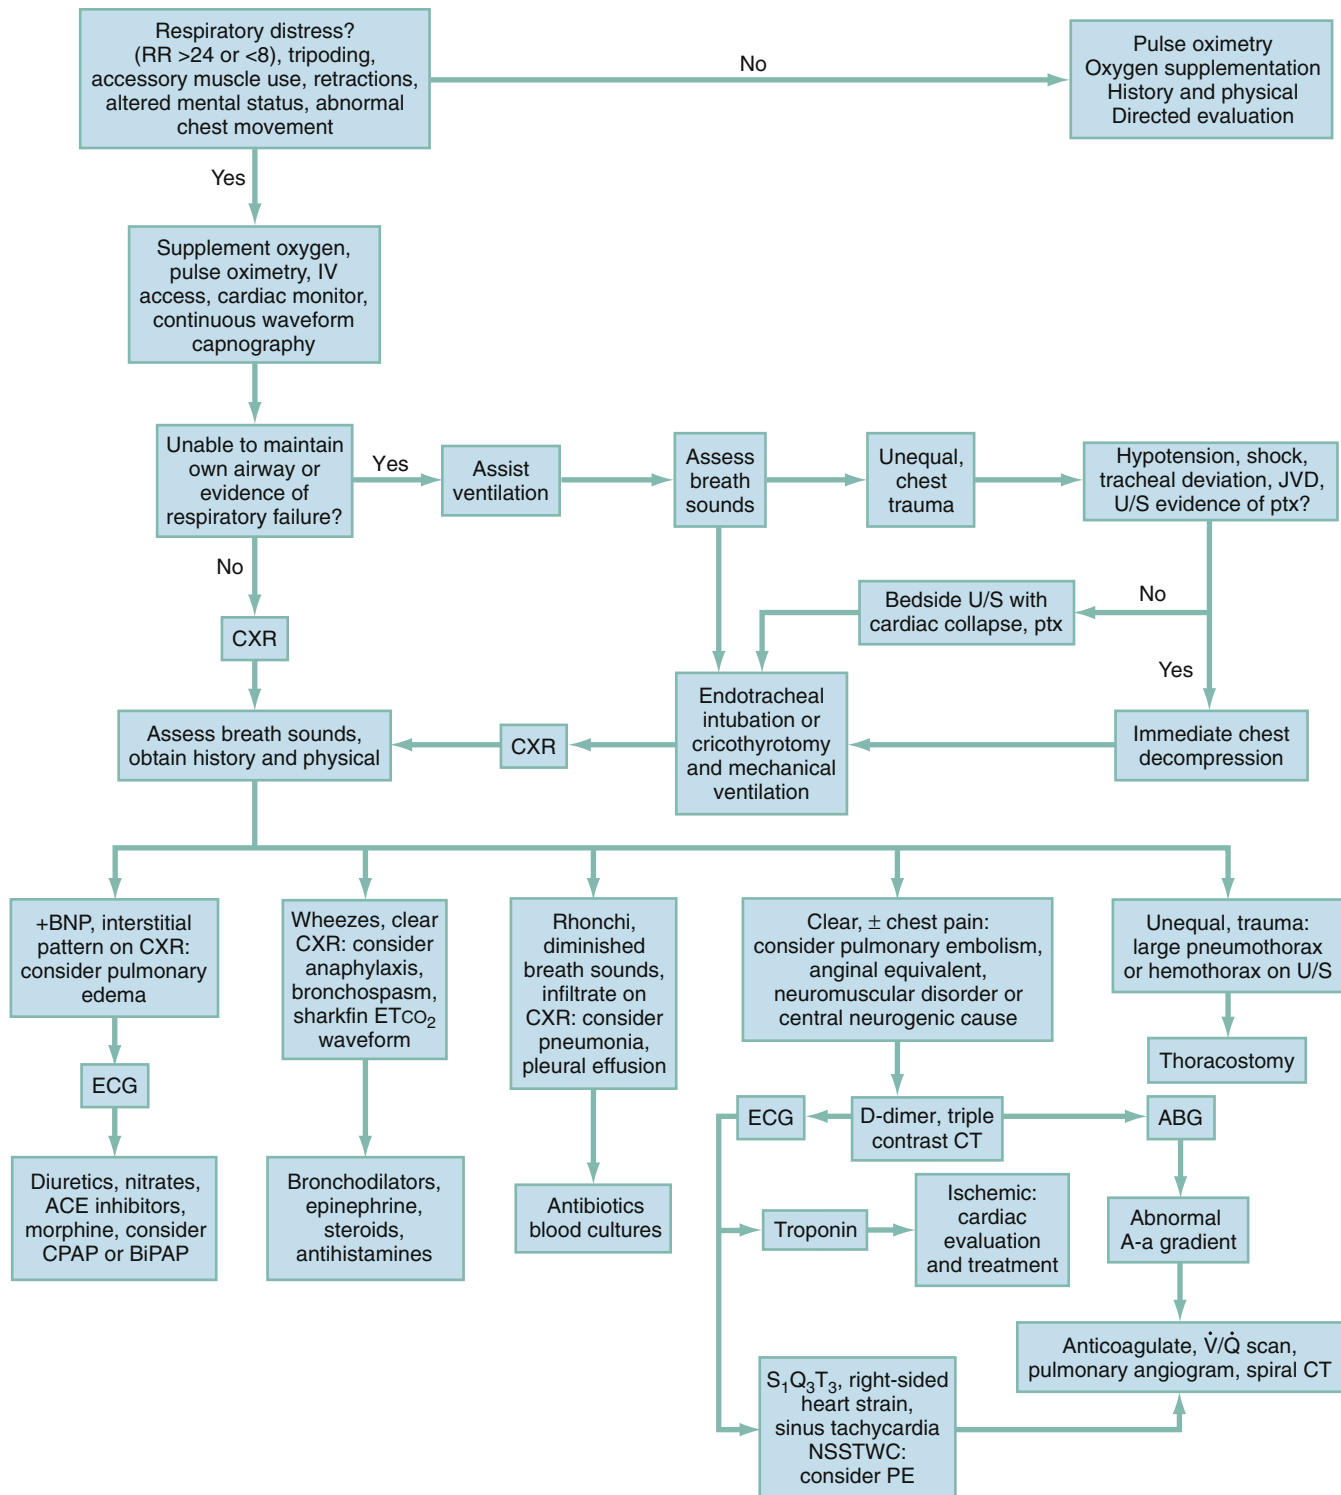 Respiratory distress?
(RR >24 or <8), tripoding,
accessory muscle use, retractions,
altered mental status, abnormal
chest movement
No
Pulse oximetry
Oxygen supplementation
History and physical
Directed evaluation
Yes
Supplement oxygen,
pulse oximetry, IV
access, cardiac monitor,
continuous waveform
capnography
Unable to maintain
own airway or
evidence of
respiratory failure?
Yes
Assist
ventilation
Assess
breath
sounds
Unequal,
chest
trauma
Hypotension, shock,
tracheal deviation, JVD,
U/S evidence of ptx?
No
CXR
No
Bedside U/S with
cardiac collapse, ptx
Yes
Assess breath sounds,
obtain history and physical
CXR
Endotracheal
intubation or
cricothyrotomy
and mechanical
ventilation
Immediate chest
decompression
+BNP, interstitial
pattern on CXR:
consider pulmonary
edema
Wheezes, clear
CXR: consider
anaphylaxis,
bronchospasm,
sharkfin ETCO₂
waveform
Rhonchi,
diminished
breath sounds,
infiltrate on
CXR: consider
pneumonia,
pleural effusion
Clear, ± chest pain:
consider pulmonary embolism,
anginal equivalent,
neuromuscular disorder or
central neurogenic cause
Unequal, trauma:
large pneumothorax
or hemothorax on U/S
Thoracostomy
ECG
ECG
D-dimer, triple
contrast CT
ABG
Diuretics, nitrates,
ACE inhibitors,
morphine, consider
CPAP or BiPAP
Bronchodilators,
epinephrine,
steroids,
antihistamines
Antibiotics
blood cultures
Troponin
Ischemic:
cardiac
evaluation
and treatment
Abnormal
A-a gradient
Anticoagulate, V̇/Q̇ scan,
pulmonary angiogram, spiral CT
S₁Q₃T₃, right-sided
heart strain,
sinus tachycardia
NSSTWC:
consider PE